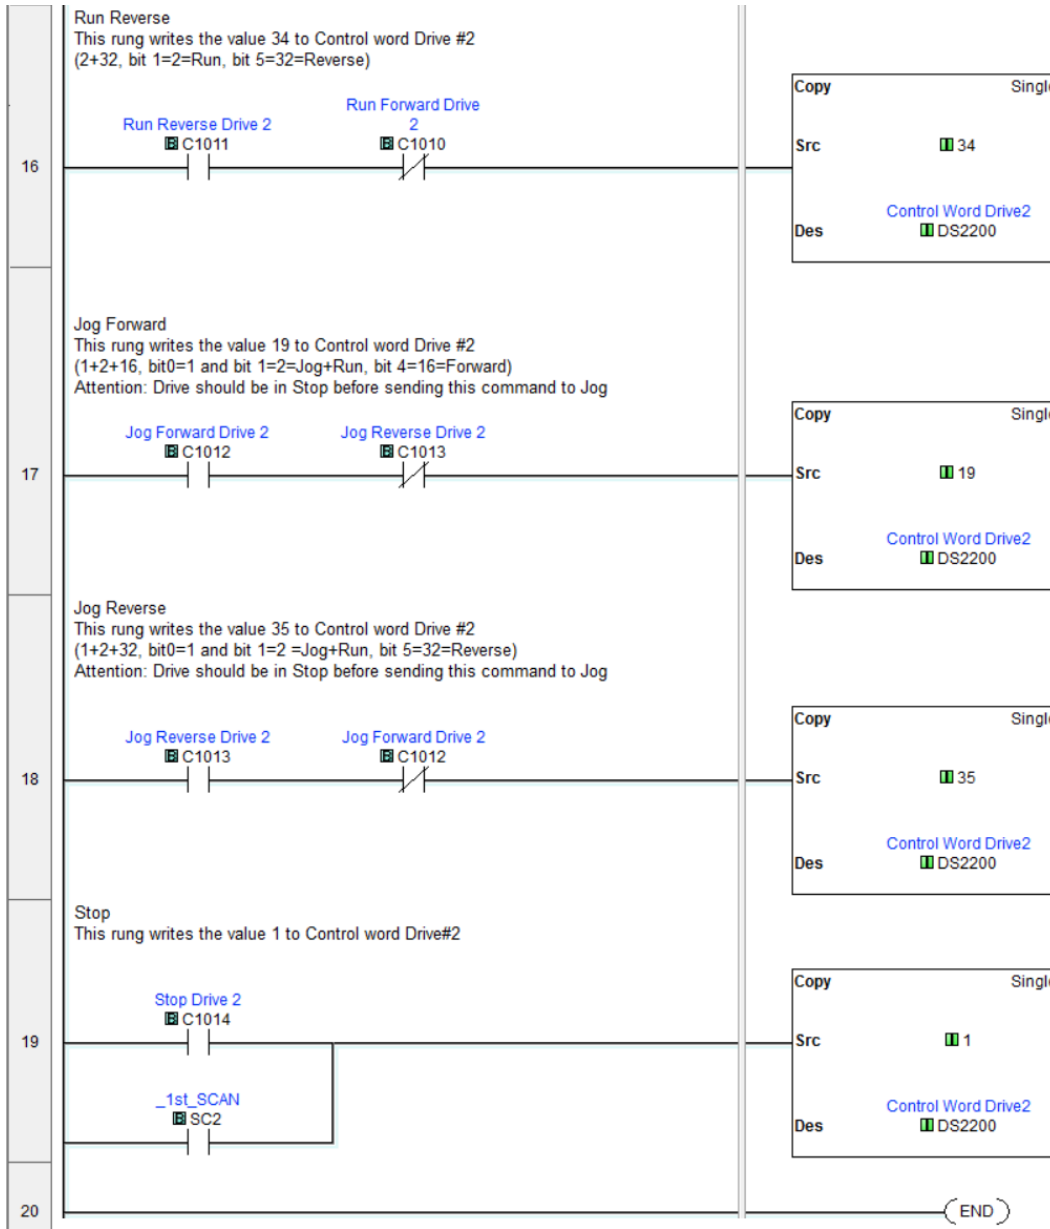 Run Reverse
This rung writes the value 34 to Control word Drive #2
(2+32, bit 1=2=Run, bit 5=32=Reverse)
Copy Single
Run Reverse Drive 2
Run Forward Drive
2
C1011
C1010
16
Src 34
Control Word Drive2
Des DS2200
Jog Forward
This rung writes the value 19 to Control word Drive #2
(1+2+16, bit0=1 and bit 1=2=Jog+Run, bit 4=16=Forward)
Attention: Drive should be in Stop before sending this command to Jog
Copy Single
Jog Forward Drive 2
Jog Reverse Drive 2
C1012
C1013
17
Src 19
Control Word Drive2
Des DS2200
Jog Reverse
This rung writes the value 35 to Control word Drive #2
(1+2+32, bit0=1 and bit 1=2 =Jog+Run, bit 5=32=Reverse)
Attention: Drive should be in Stop before sending this command to Jog
Copy Single
Jog Reverse Drive 2
Jog Forward Drive 2
C1013
C1012
18
Src 35
Control Word Drive2
Des DS2200
Stop
This rung writes the value 1 to Control word Drive#2
Copy Single
Stop Drive 2
C1014
19
Src 1
_1st_SCAN
SC2
Control Word Drive2
Des DS2200
20
END